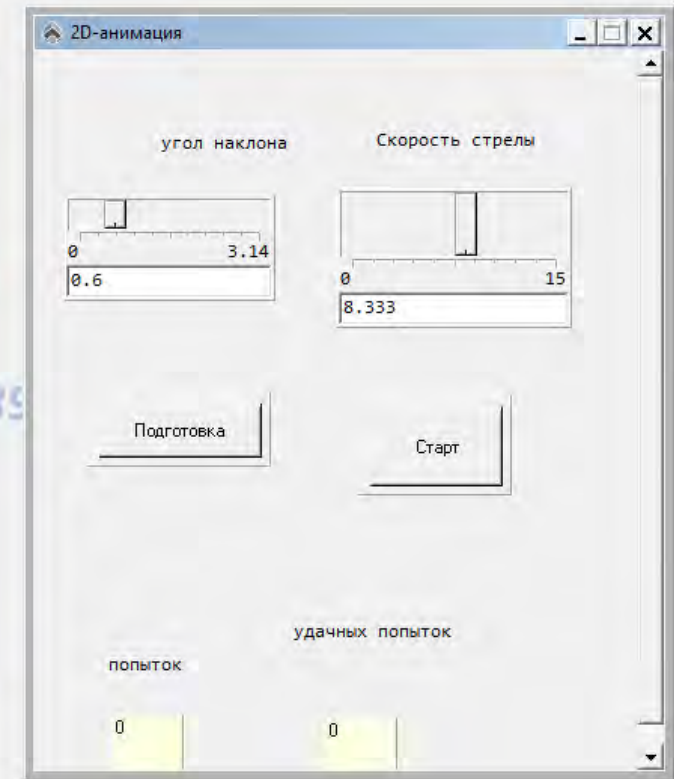 2D-анимация
угол наклона
Скорость стрелы
0 3.14
0.6
0 15
8.333
Подготовка
Старт
удачных попыток
попыток
0
0